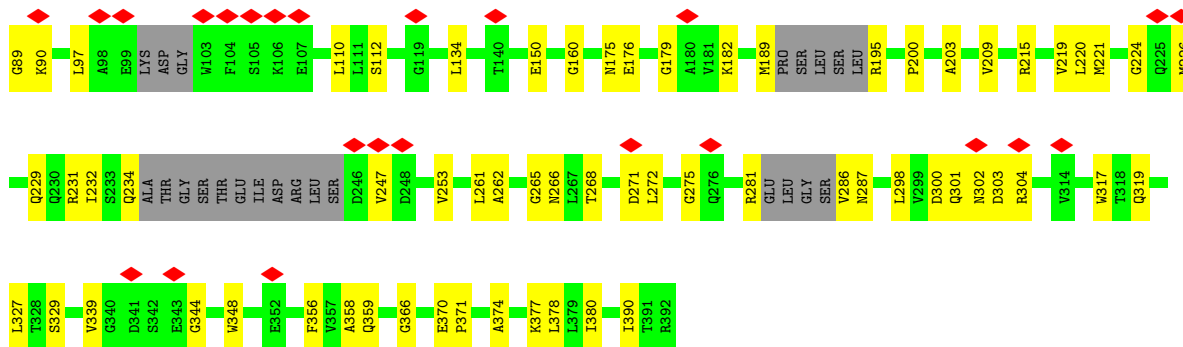 G89 K90 L97 A98 E99 LYS ASP GLY W103 F104 S105 K106 E107 L110 L111 S112 G119 L134 T140 E150 G160 N175 E176 G179 A180 V181 K182 M189 PRO SER LEU SER LEU R195 P200 A203 V209 R215 V219 L220 M221 G224 Q225
Q229 Q230 R231 I232 S233 Q234 ALA THR GLY SER THR GLU ILE ASP ARG LEU SER D246 V247 D248 V253 L261 A262 G265 N266 L267 T268 D271 L272 G275 Q276 R281 GLU LEU GLY SER V286 N287 L298 V299 D300 Q301 N302 D303 R304 V314 W317 T318 Q319
L327 T328 S329 V339 G340 D341 S342 E343 G344 W348 E352 F356 V357 A358 Q359 G366 E370 P371 A374 K377 L378 L379 I380 I390 T391 R392